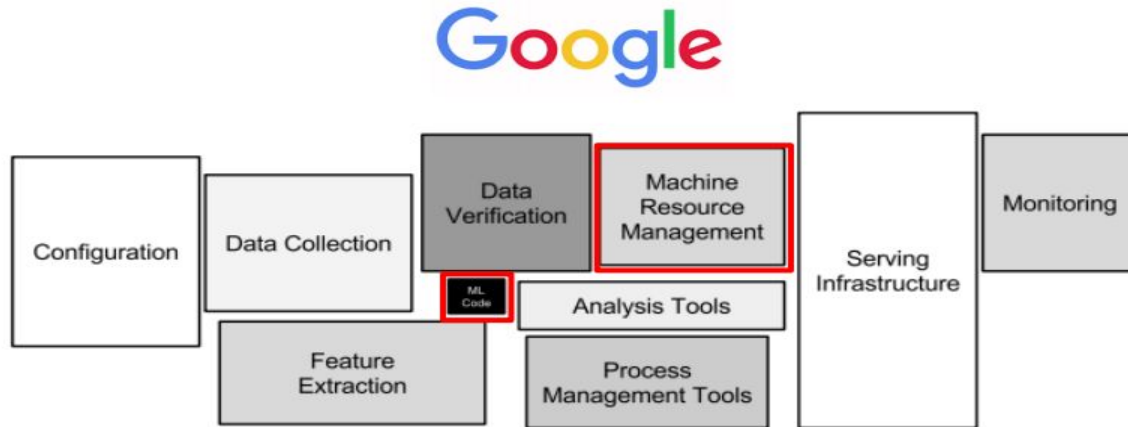 Google
Configuration
Data Collection
Feature
Extraction
Data
Verification
ML
Code
Machine
Resource
Management
Analysis Tools
Process
Management Tools
Serving
Infrastructure
Monitoring